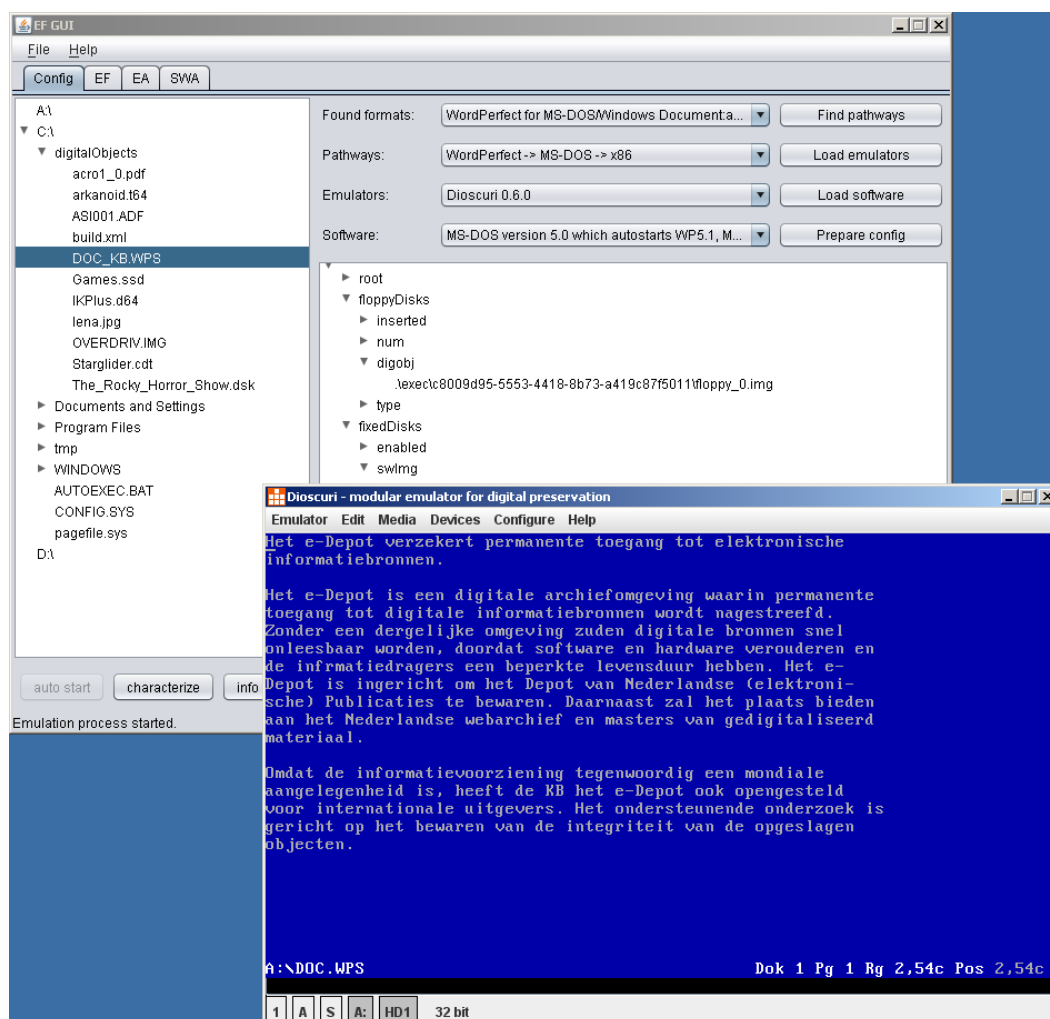 EF GUI
File Help
Config EF EA SWA
A:\
C:\
digitalObjects
acro1_0.pdf
arkanoid.t64
ASI001.ADF
build.xml
DOC_KB.WPS
Games.ssd
IKPlus.d64
lena.jpg
OVERDRIV.IMG
Starglider.cdt
The_Rocky_Horror_Show.dsk
Documents and Settings
Program Files
tmp
WINDOWS
AUTOEXEC.BAT
CONFIG.SYS
pagefile.sys
D:\
auto start characterize info
Emulation process started.
Found formats: WordPerfect for MS-DOS/Windows Document:a... Find pathways
Pathways: WordPerfect -> MS-DOS -> x86 Load emulators
Emulators: Dioscuri 0.6.0 Load software
Software: MS-DOS version 5.0 which autostarts WP5.1, M... Prepare config
root
floppyDisks
inserted
num
digobj
.\exec\c8009d95-5553-4418-8b73-a419c87f5011\floppy_0.img
type
fixedDisks
enabled
swImg
Dioscuri - modular emulator for digital preservation
Emulator Edit Media Devices Configure Help
Het e-Depot verzekert permanente toegang tot elektronische
informatiebronnen.
Het e-Depot is een digitale archiefomgeving waarin permanente
toegang tot digitale informatiebronnen wordt nagestreefd.
Zonder een dergelijke omgeving zuden digitale bronnen snel
onleesbaar worden, doordat software en hardware verouderen en
de infrmatiedragers een beperkte levensduur hebben. Het e-
Depot is ingericht om het Depot van Nederlandse (elektroni-
sche) Publicaties te bewaren. Daarnaast zal het plaats bieden
aan het Nederlandse webarchief en masters van gedigitaliseerd
materiaal.
Omdat de informatievoorziening tegenwoordig een mondiale
aangelegenheid is, heeft de KB het e-Depot ook opengesteld
voor internationale uitgevers. Het ondersteunende onderzoek is
gericht op het bewaren van de integriteit van de opgeslagen
objecten.
A:\DOC.WPS Dok 1 Pg 1 Rg 2,54c Pos 2,54c
1 A S A: HD1 32 bit